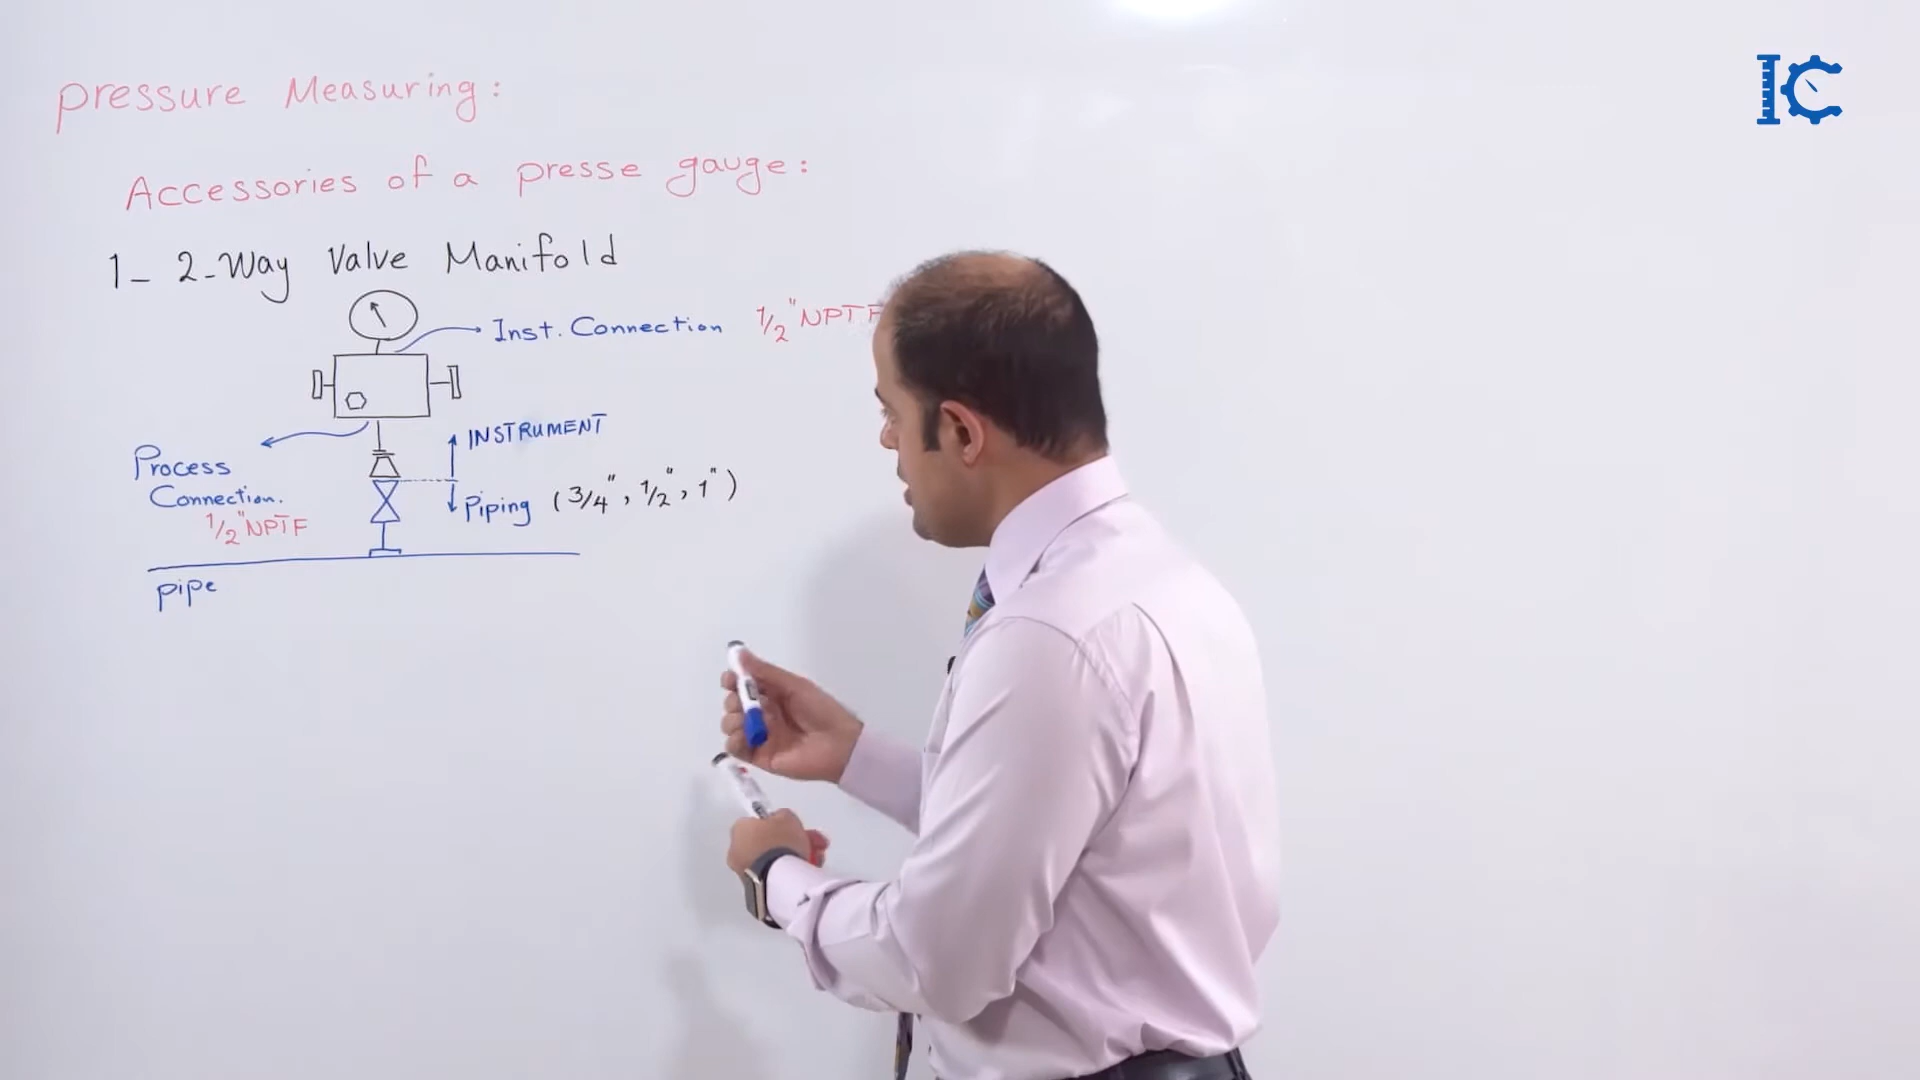 pressure Measuring:
Accessories of a presse gauge:
1- 2-Way Valve Manifold
Inst. Connection 1/2" NPTF
INSTRUMENT
Process
Connection.
1/2" NPTF
Piping (3/4", 1/2", 1")
pipe
IC